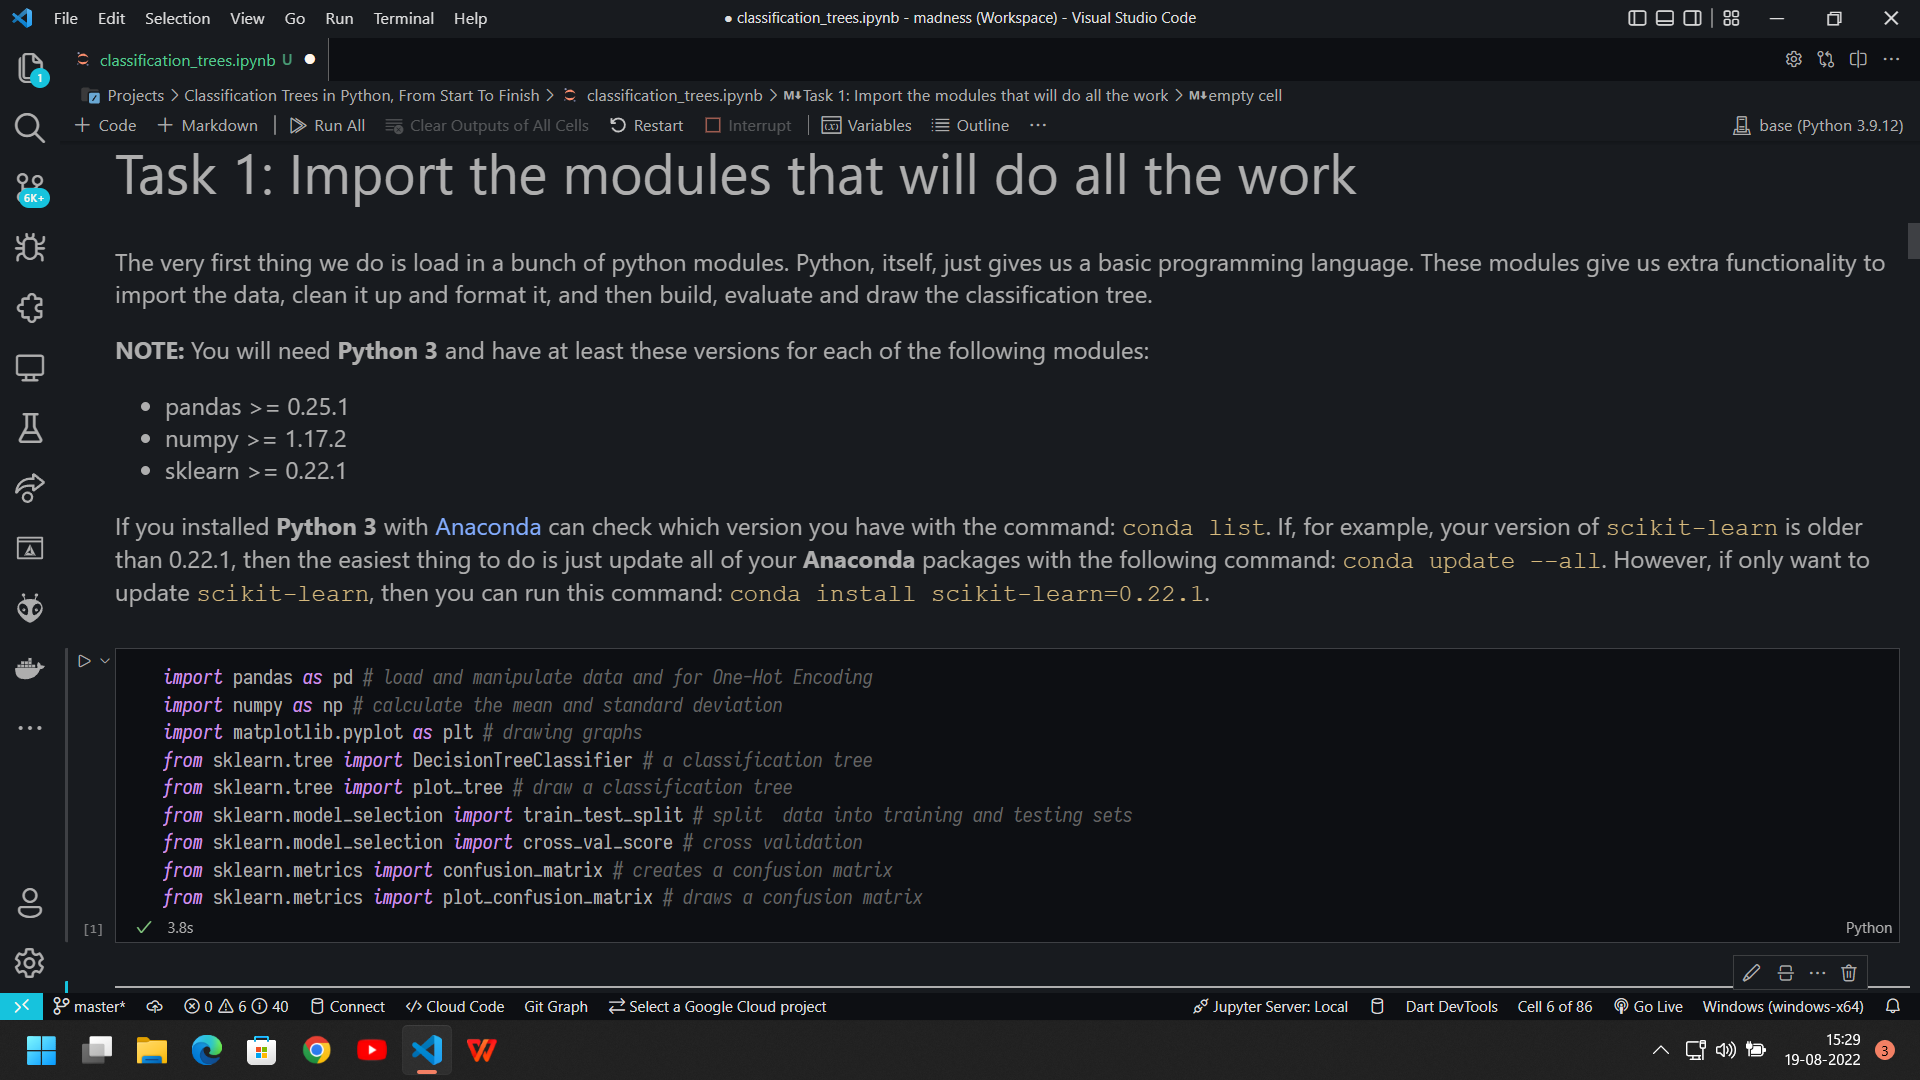 File Edit Selection View Go Run Terminal Help
● classification_trees.ipynb - madness (Workspace) - Visual Studio Code
classification_trees.ipynb U ●
Projects > Classification Trees in Python, From Start To Finish > classification_trees.ipynb > M↓Task 1: Import the modules that will do all the work > M↓empty cell
+ Code + Markdown | Run All Clear Outputs of All Cells Restart Interrupt | Variables Outline ··· base (Python 3.9.12)
Task 1: Import the modules that will do all the work
The very first thing we do is load in a bunch of python modules. Python, itself, just gives us a basic programming language. These modules give us extra functionality to
import the data, clean it up and format it, and then build, evaluate and draw the classification tree.
NOTE: You will need Python 3 and have at least these versions for each of the following modules:
• pandas >= 0.25.1
• numpy >= 1.17.2
• sklearn >= 0.22.1
If you installed Python 3 with Anaconda can check which version you have with the command: conda list. If, for example, your version of scikit-learn is older
than 0.22.1, then the easiest thing to do is just update all of your Anaconda packages with the following command: conda update --all. However, if only want to
update scikit-learn, then you can run this command: conda install scikit-learn=0.22.1.
import pandas as pd # load and manipulate data and for One-Hot Encoding
import numpy as np # calculate the mean and standard deviation
import matplotlib.pyplot as plt # drawing graphs
from sklearn.tree import DecisionTreeClassifier # a classification tree
from sklearn.tree import plot_tree # draw a classification tree
from sklearn.model_selection import train_test_split # split  data into training and testing sets
from sklearn.model_selection import cross_val_score # cross validation
from sklearn.metrics import confusion_matrix # creates a confusion matrix
from sklearn.metrics import plot_confusion_matrix # draws a confusion matrix
[1] ✓ 3.8s Python
1
6K+
master* 0 6 40 Connect Cloud Code Git Graph Select a Google Cloud project Jupyter Server: Local Dart DevTools Cell 6 of 86 Go Live Windows (windows-x64)
15:29
19-08-2022
3